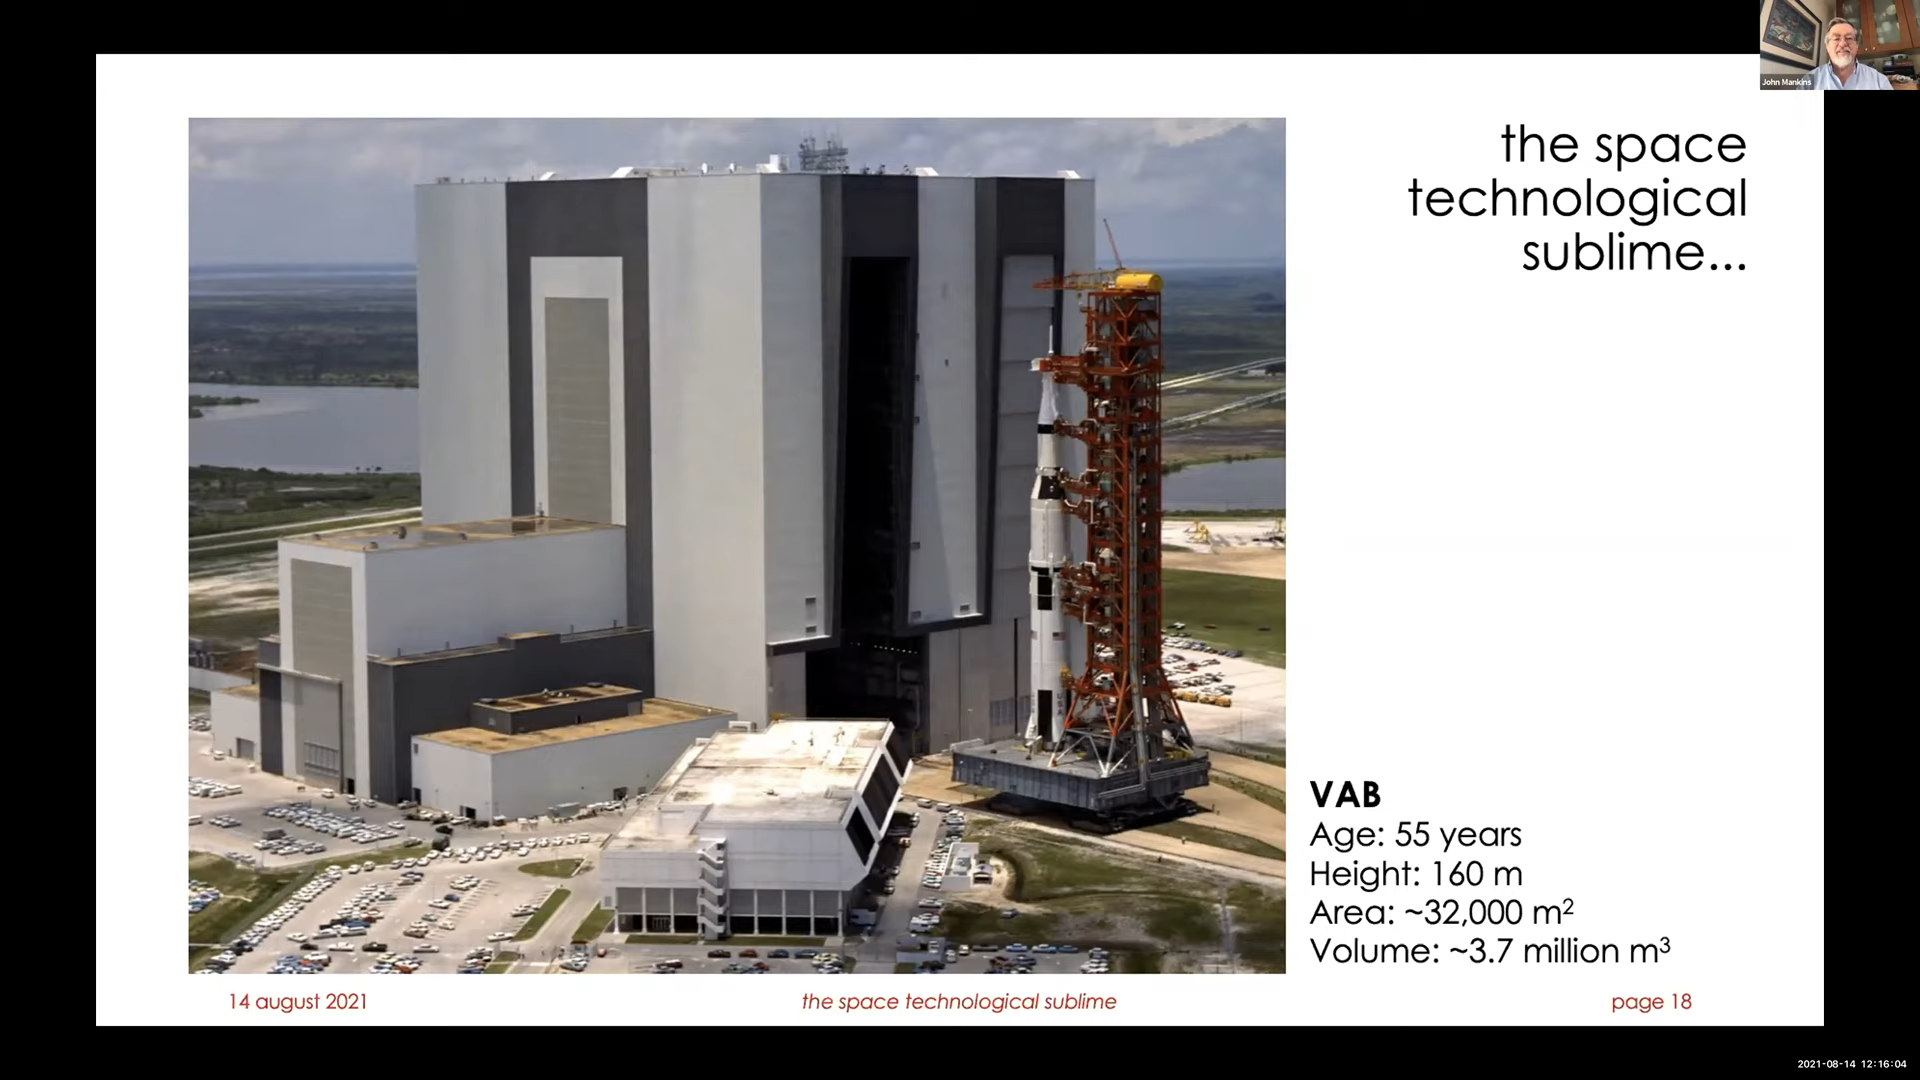 John Mankins
the space
technological
sublime...
VAB
Age: 55 years
Height: 160 m
Area: ~32,000 m²
Volume: ~3.7 million m³
14 august 2021
the space technological sublime
page 18
2021-08-14 12:16:04